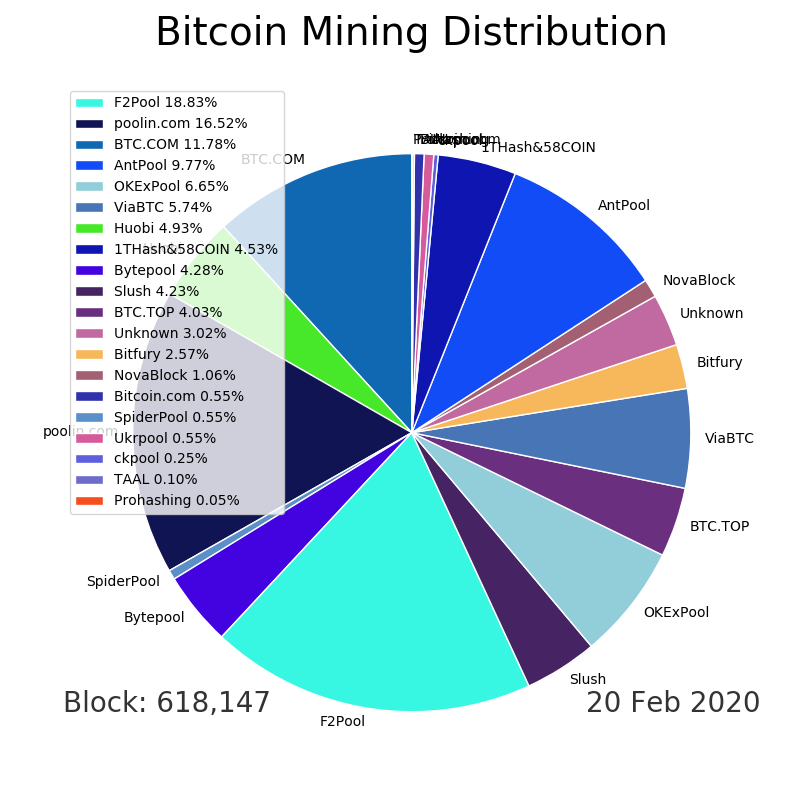 Bitcoin Mining Distribution
F2Pool 18.83%
poolin.com 16.52%
BTC.COM 11.78%
AntPool 9.77%
OKExPool 6.65%
ViaBTC 5.74%
Huobi 4.93%
1THash&58COIN 4.53%
Bytepool 4.28%
Slush 4.23%
BTC.TOP 4.03%
Unknown 3.02%
Bitfury 2.57%
NovaBlock 1.06%
Bitcoin.com 0.55%
SpiderPool 0.55%
Ukrpool 0.55%
ckpool 0.25%
TAAL 0.10%
Prohashing 0.05%
BTC.COM
1THash&58COIN
AntPool
NovaBlock
Unknown
Bitfury
ViaBTC
poolin.com
BTC.TOP
SpiderPool
OKExPool
Bytepool
Slush
F2Pool
Block: 618,147
20 Feb 2020